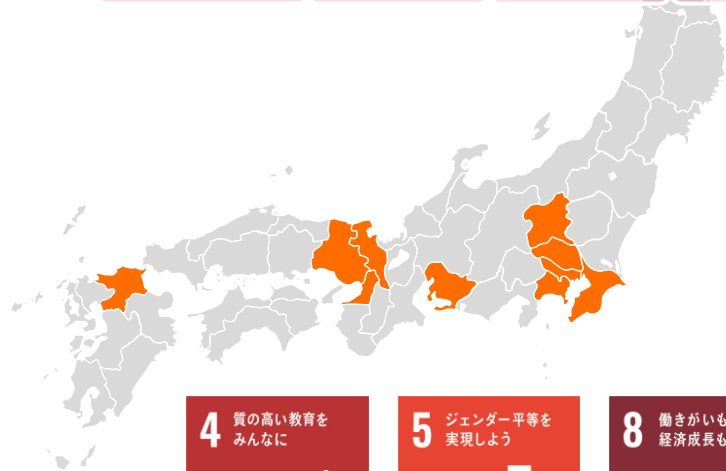 4 質の高い教育を
みんなに
5 ジェンダー平等を
実現しよう
8 働きがいも
経済成長も